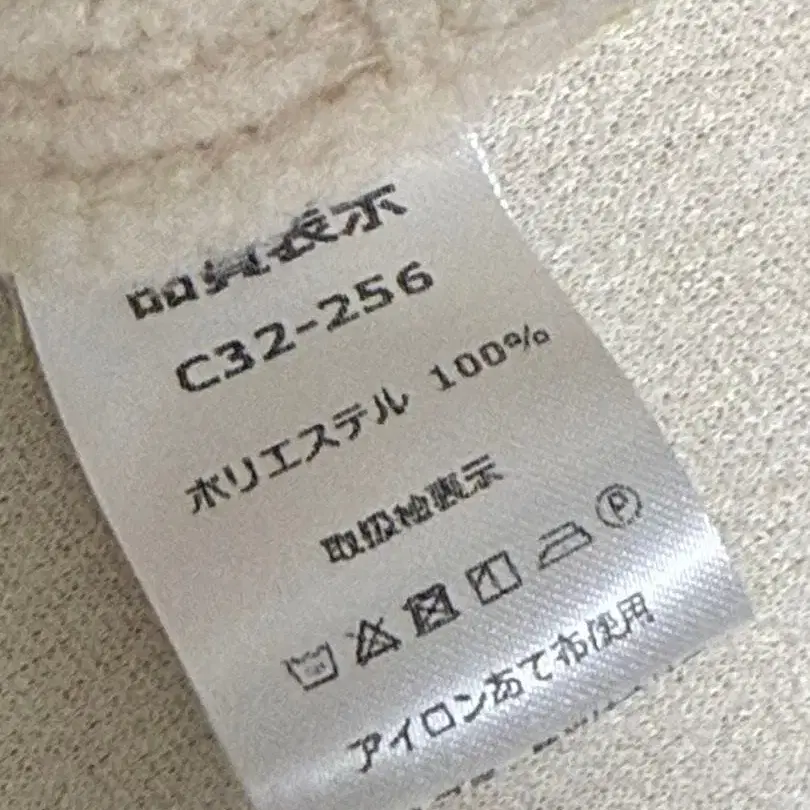 品質表示
C32-256
ポリエステル 100%
取扱絵表示
P
アイロンあて布使用